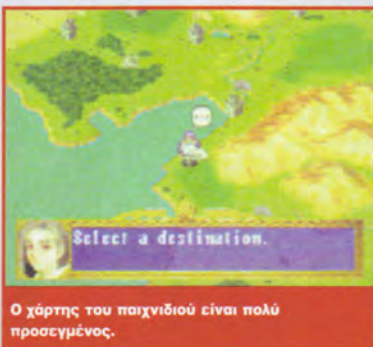 Select a destination.
Ο χάρτης του παιχνιδιού είναι πολύ
προσεγμένος.